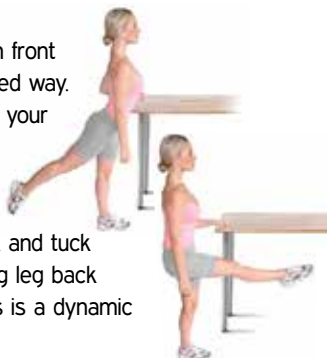 n front
ed way.
your
and tuck
g leg back
s is a dynamic